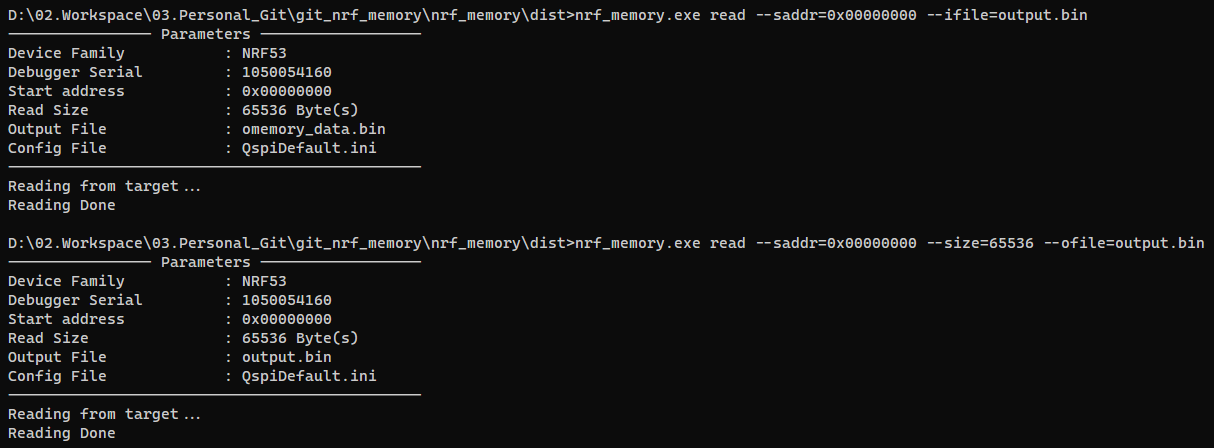 D:\02.Workspace\03.Personal_Git\git_nrf_memory\nrf_memory\dist>nrf_memory.exe read --saddr=0x00000000 --ifile=output.bin
──────────────── Parameters ──────────────────
Device Family           : NRF53
Debugger Serial         : 1050054160
Start address           : 0x00000000
Read Size               : 65536 Byte(s)
Output File             : omemory_data.bin
Config File             : QspiDefault.ini
──────────────────────────────────────────────
Reading from target...
Reading Done
D:\02.Workspace\03.Personal_Git\git_nrf_memory\nrf_memory\dist>nrf_memory.exe read --saddr=0x00000000 --size=65536 --ofile=output.bin
──────────────── Parameters ──────────────────
Device Family           : NRF53
Debugger Serial         : 1050054160
Start address           : 0x00000000
Read Size               : 65536 Byte(s)
Output File             : output.bin
Config File             : QspiDefault.ini
──────────────────────────────────────────────
Reading from target...
Reading Done